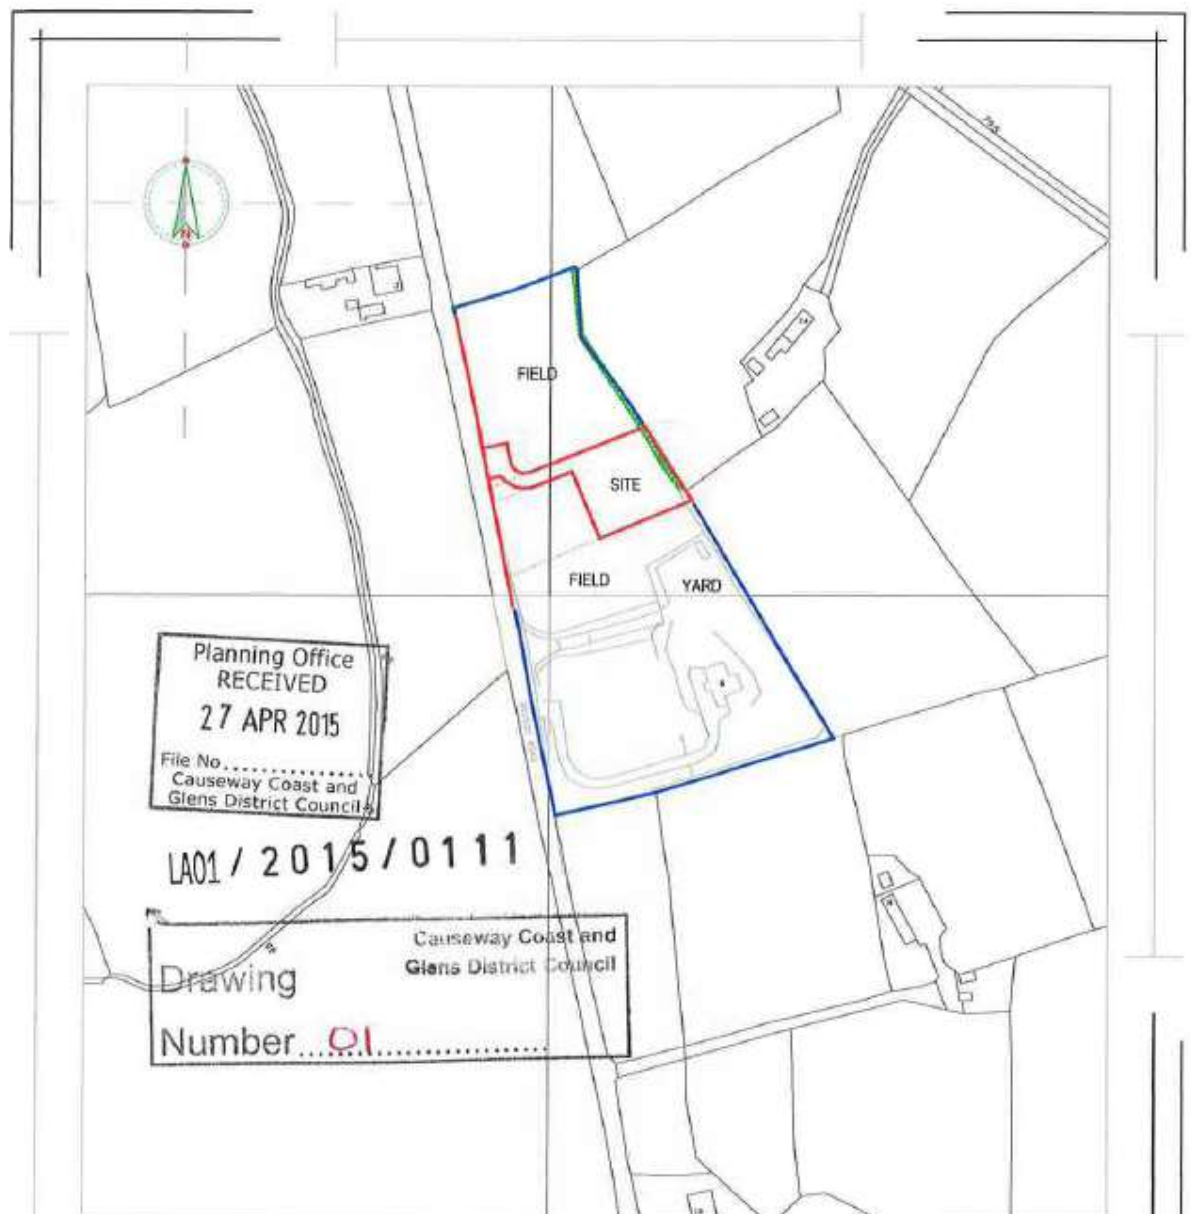 N
FIELD
SITE
FIELD
YARD
Planning Office
RECEIVED
27 APR 2015
File No....................
Causeway Coast and
Glens District Council
LA01 / 2015/0111
Causeway Coast and
Glens District Council
Drawing
Number...01....................